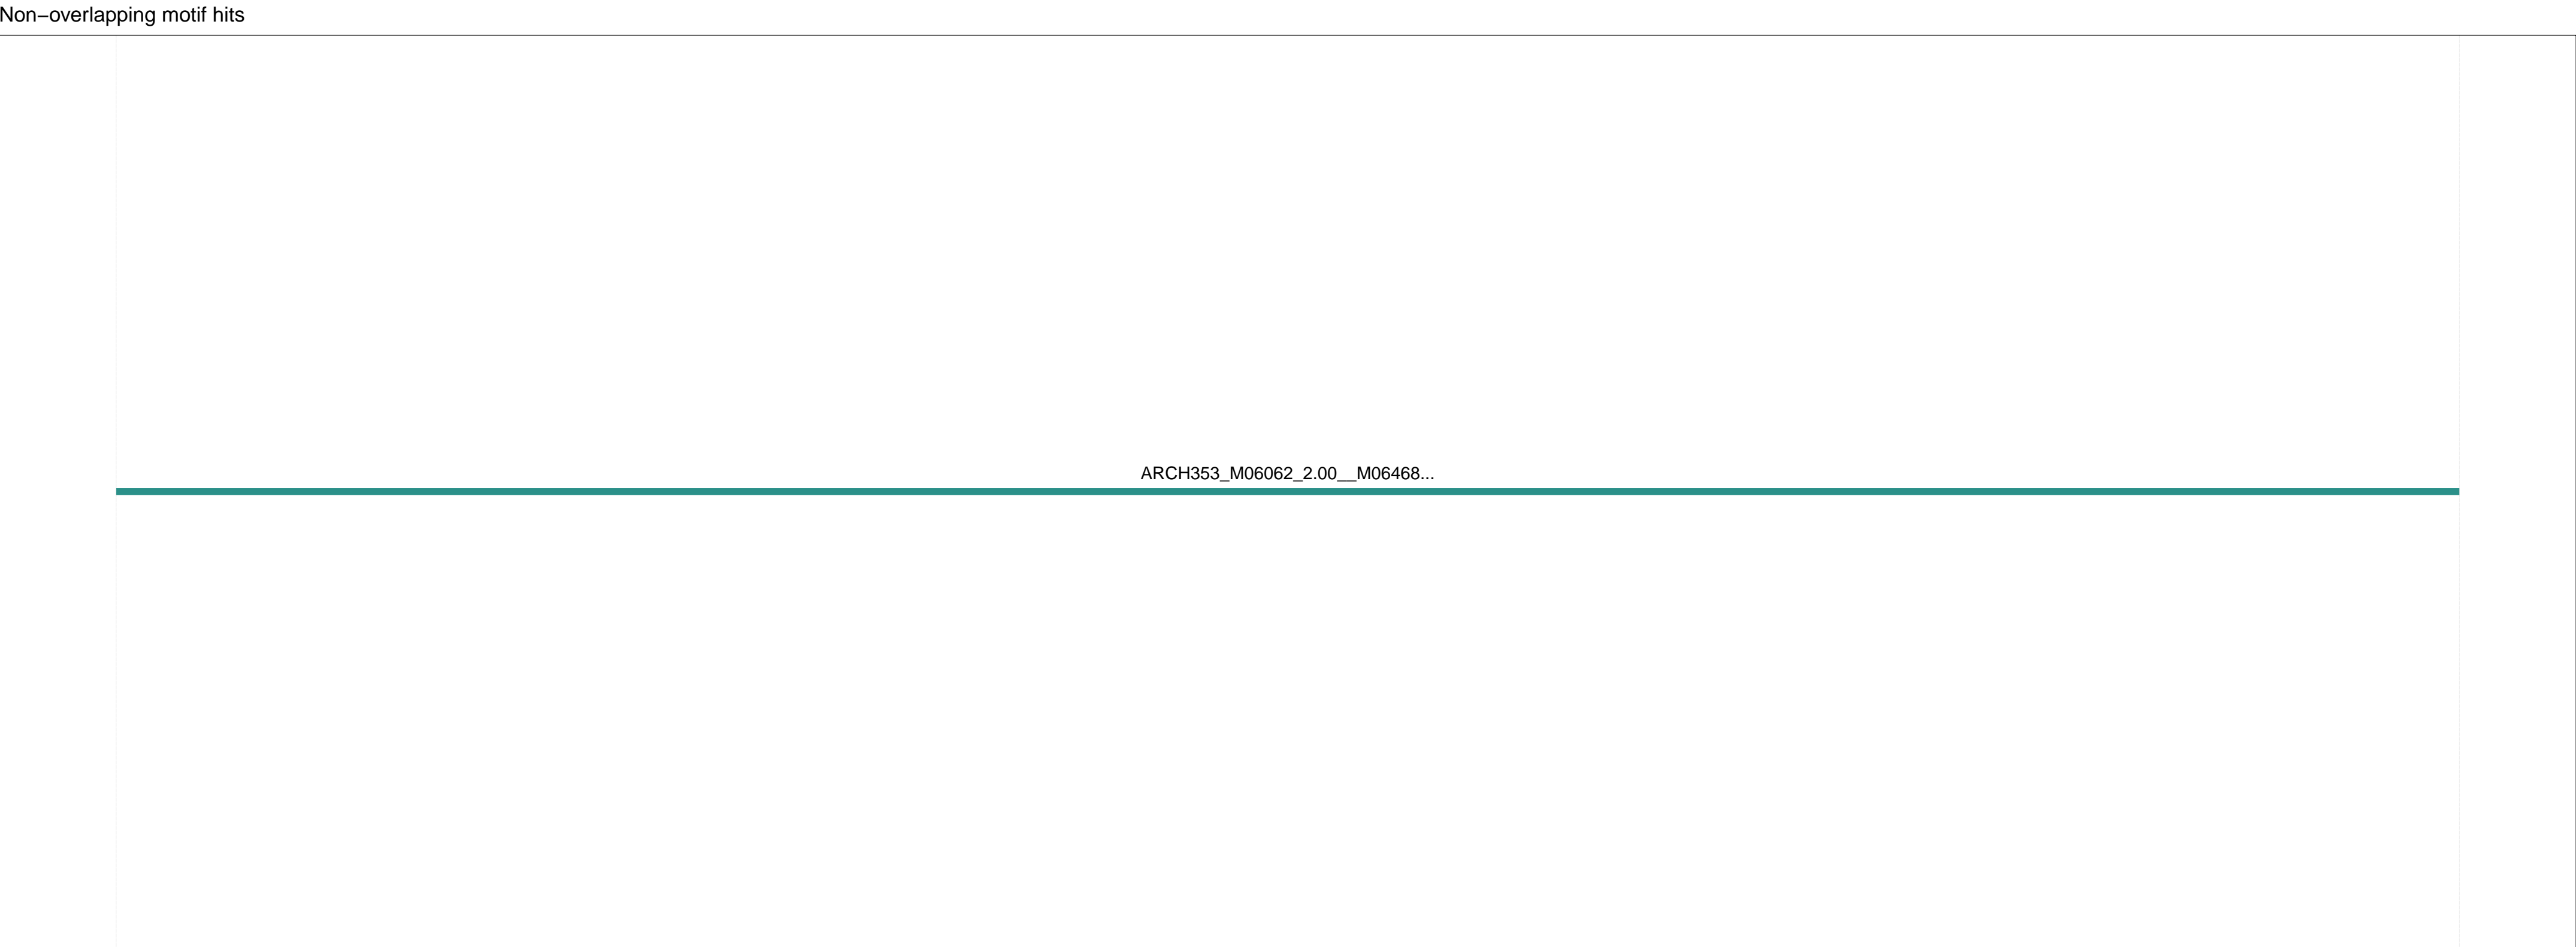 Non−overlapping motif hits
ARCH353_M06062_2.00__M06468...